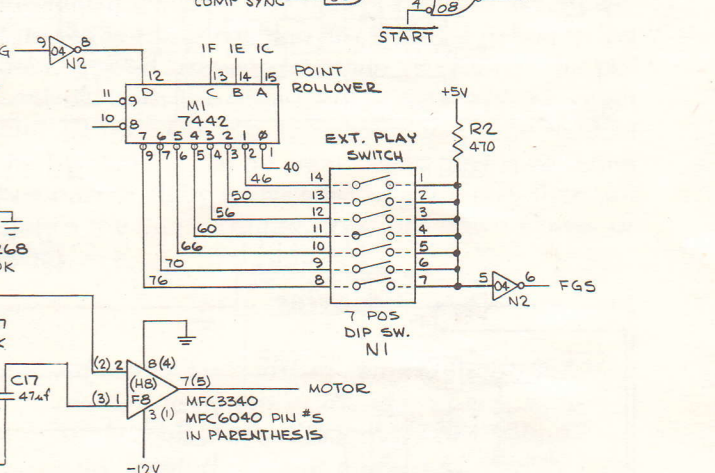 COMP SYNC
4
08
START
G
9
04
8
N2
1F 1E 1C
12
13
14
15
POINT
ROLLOVER
D
C
B
A
11
9
10
8
M1
7442
7 6 5 4 3 2 1 0
9 7 6 5 4 3 2 1
40
46
50
56
60
66
70
76
+5V
R2
470
EXT. PLAY
SWITCH
14
13
12
11
10
9
8
1
2
3
4
5
6
7
5
04
6
N2
FGS
7 POS
DIP SW.
N1
268
K
7
K
C17
47uf
(2) 2
(3) 1
8(4)
(H8)
F8
7(5)
3(1)
MOTOR
MFC3340
MFC6040 PIN #S
IN PARENTHESIS
-12V